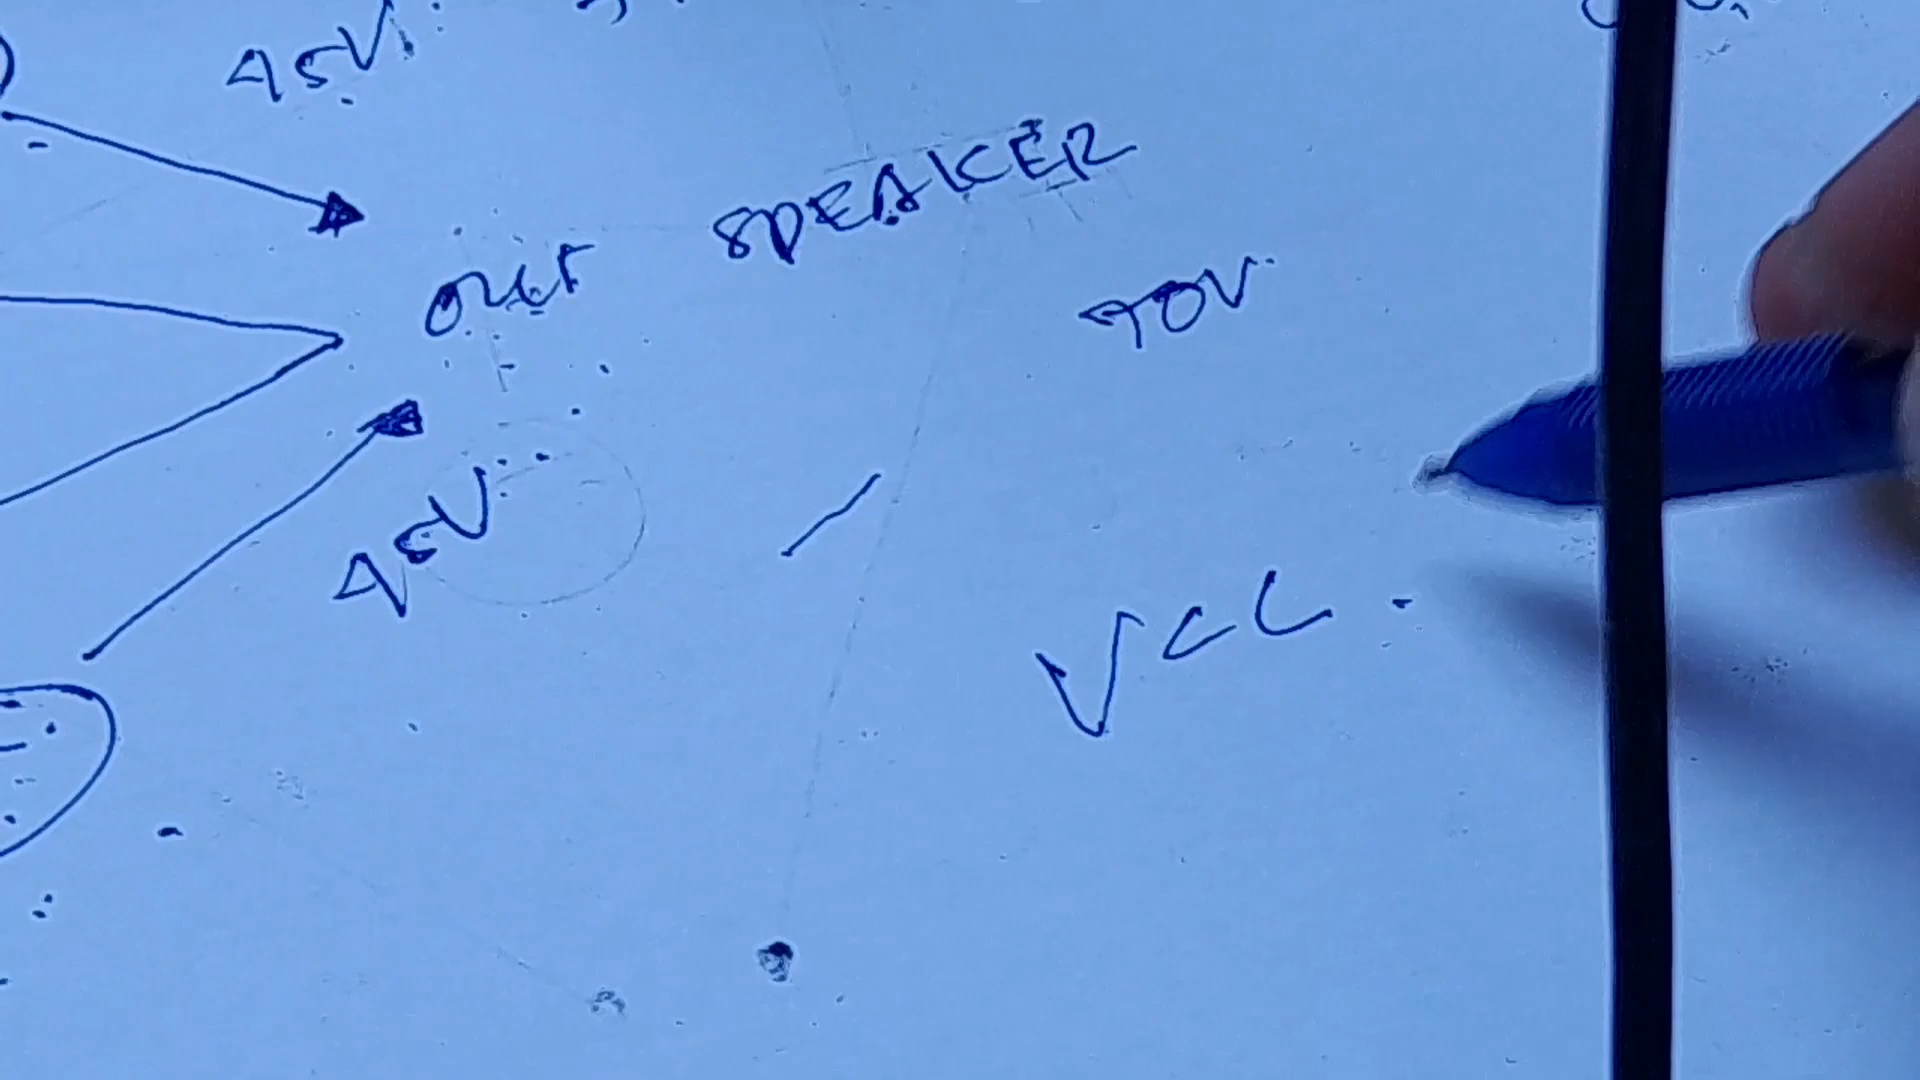 45V
SPEAKER
OUT
90V
45V
VCC